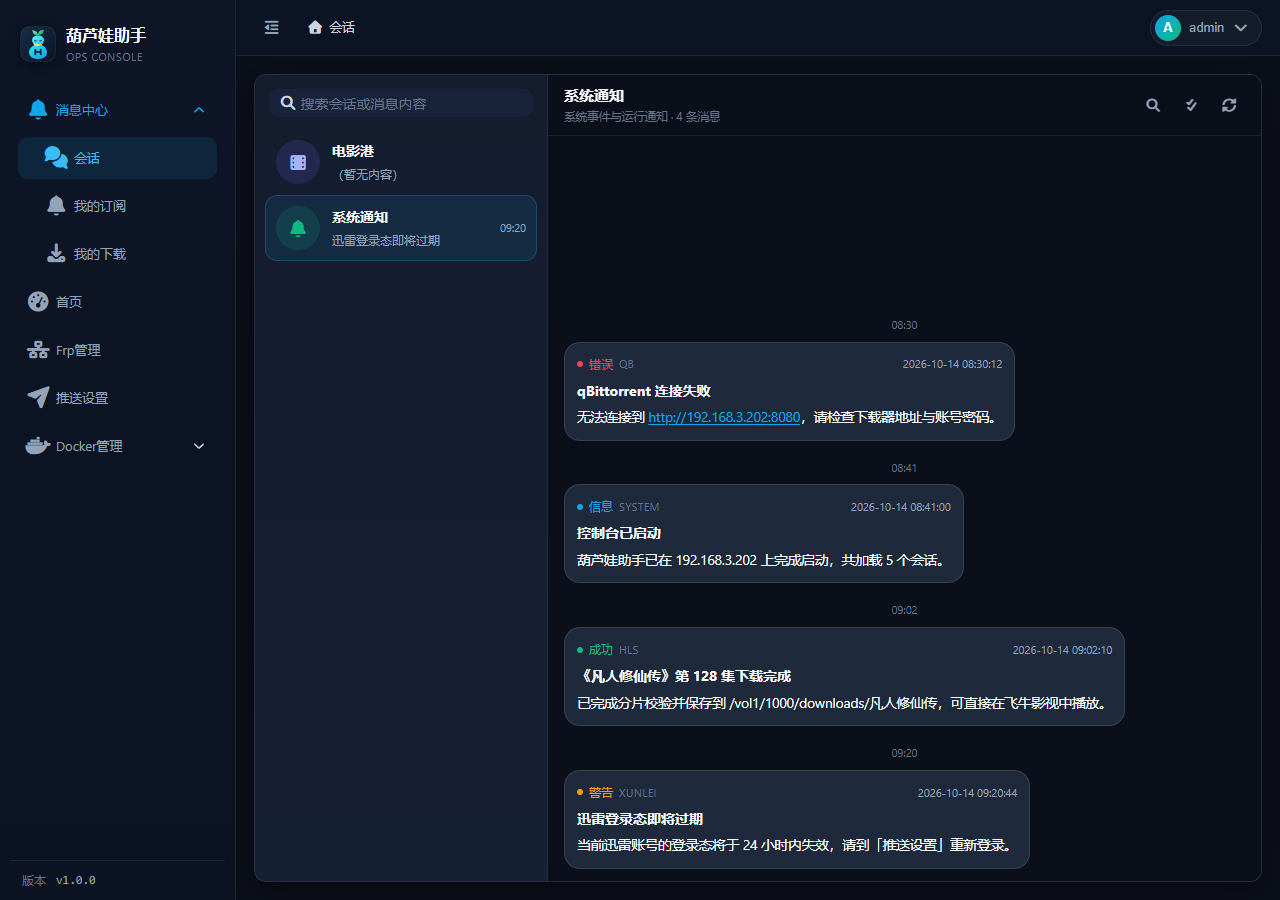 葫芦娃助手
OPS CONSOLE
消息中心
会话
我的订阅
我的下载
首页
Frp管理
推送设置
Docker管理
版本 v1.0.0
会话
A admin
搜索会话或消息内容
电影港
（暂无内容）
系统通知
09:20
迅雷登录态即将过期
系统通知
系统事件与运行通知 · 4 条消息
08:30
错误 QB 2026-10-14 08:30:12
qBittorrent 连接失败
无法连接到 http://192.168.3.202:8080，请检查下载器地址与账号密码。
08:41
信息 SYSTEM 2026-10-14 08:41:00
控制台已启动
葫芦娃助手已在 192.168.3.202 上完成启动，共加载 5 个会话。
09:02
成功 HLS 2026-10-14 09:02:10
《凡人修仙传》第 128 集下载完成
已完成分片校验并保存到 /vol1/1000/downloads/凡人修仙传，可直接在飞牛影视中播放。
09:20
警告 XUNLEI 2026-10-14 09:20:44
迅雷登录态即将过期
当前迅雷账号的登录态将于 24 小时内失效，请到「推送设置」重新登录。